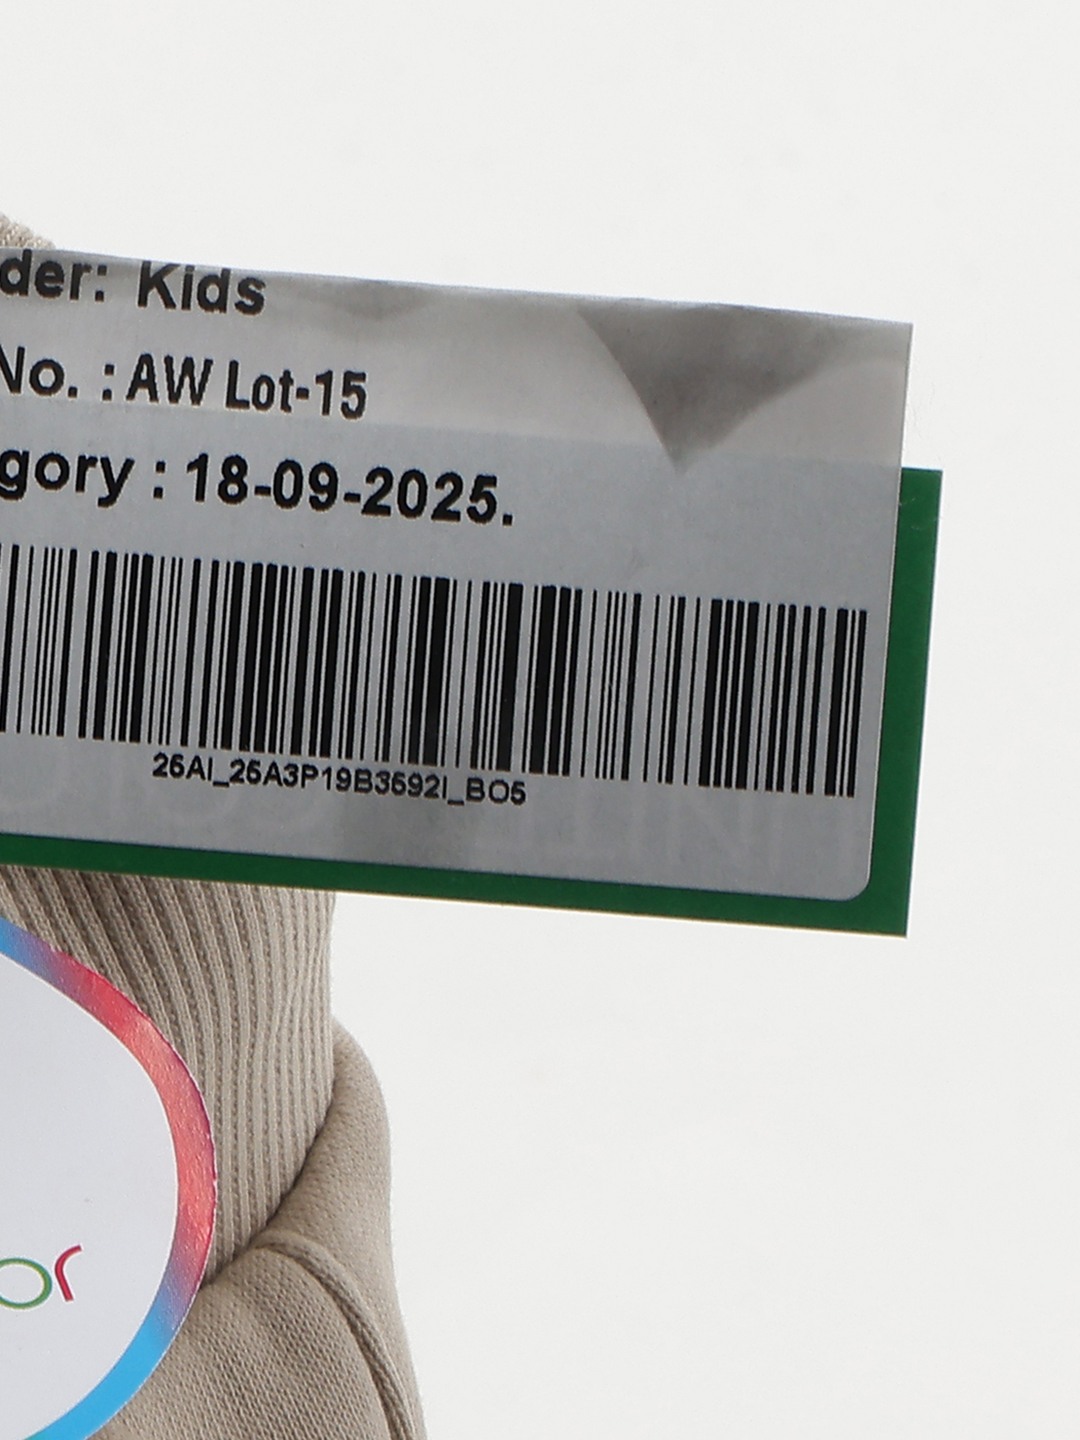 der: Kids
No. : AW Lot-15
gory : 18-09-2025.
26AI_26A3P19B3692I_BO5
or